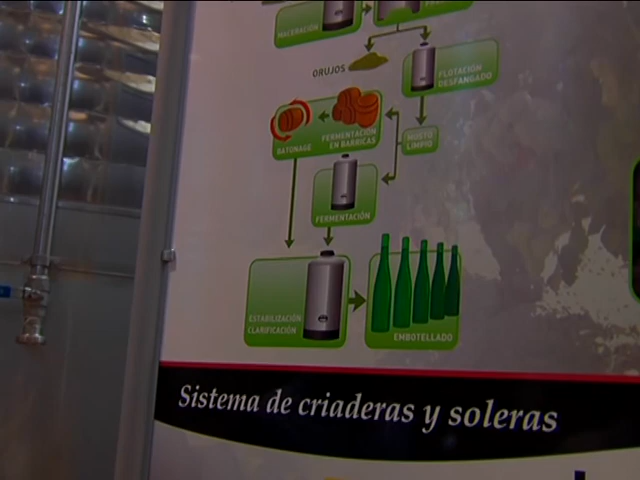 MACERACIÓN
ORUJOS
FLOTACIÓN
DESFANGADO
BATONAGE
FERMENTACIÓN
EN BARRICAS
MOSTO
LIMPIO
FERMENTACIÓN
ESTABILIZACIÓN
CLARIFICACIÓN
EMBOTELLADO
Sistema de criaderas y soleras